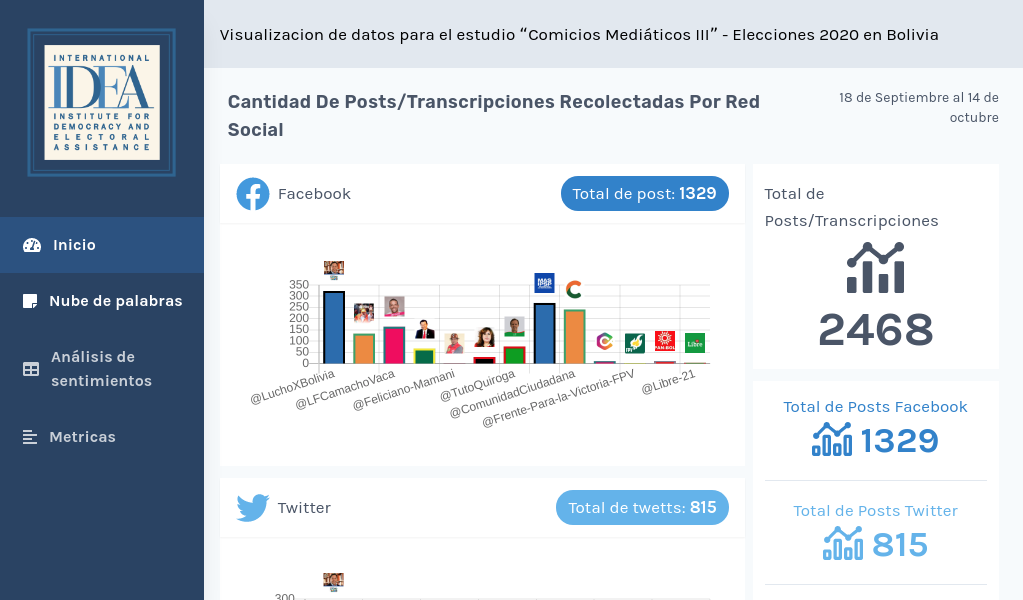 INTERNATIONAL
IDEA
INSTITUTE FOR
DEMOCRACY AND
ELECTORAL
ASSISTANCE
Inicio
Nube de palabras
Análisis de
sentimientos
Metricas
Visualizacion de datos para el estudio “Comicios Mediáticos III” - Elecciones 2020 en Bolivia
Cantidad De Posts/Transcripciones Recolectadas Por Red
Social
18 de Septiembre al 14 de
octubre
Facebook
Total de post: 1329
350
300
250
200
150
100
50
0
@LuchoXBolivia
@LFCamachoVaca
@Feliciano-Mamani
@TutoQuiroga
@ComunidadCiudadana
@Frente-Para-la-Victoria-FPV
@Libre-21
Twitter
Total de twetts: 815
300
Total de
Posts/Transcripciones
2468
Total de Posts Facebook
1329
Total de Posts Twitter
815